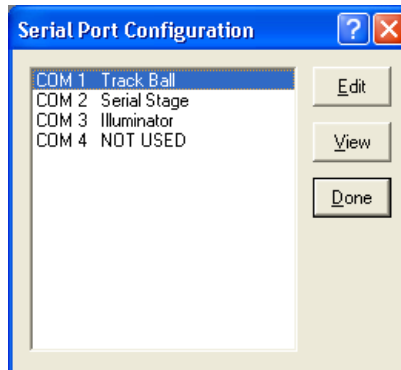 Serial Port Configuration
?
COM 1 Track Ball
COM 2 Serial Stage
COM 3 Illuminator
COM 4 NOT USED
Edit
View
Done